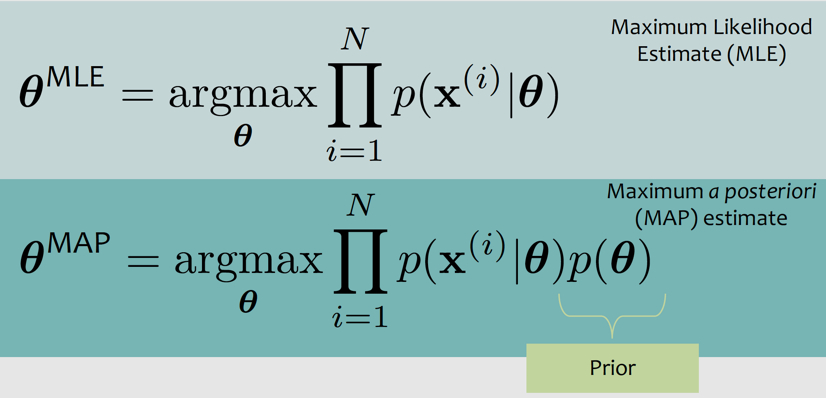 Maximum Likelihood
Estimate (MLE)
𝜽^MLE = argmax_𝜽 ∏_{i=1}^{N} p(𝐱^(i)|𝜽)
Maximum a posteriori
(MAP) estimate
𝜽^MAP = argmax_𝜽 ∏_{i=1}^{N} p(𝐱^(i)|𝜽)p(𝜽)
Prior